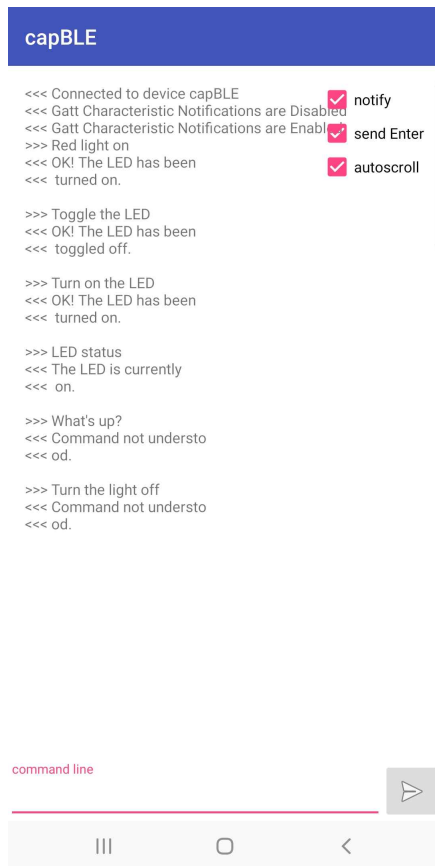 capBLE
<<< Connected to device capBLE
<<< Gatt Characteristic Notifications are Disabled
<<< Gatt Characteristic Notifications are Enabl
>>> Red light on
<<< OK! The LED has been
<<<  turned on.
>>> Toggle the LED
<<< OK! The LED has been
<<<  toggled off.
>>> Turn on the LED
<<< OK! The LED has been
<<<  turned on.
>>> LED status
<<< The LED is currently
<<<  on.
>>> What's up?
<<< Command not understo
<<< od.
>>> Turn the light off
<<< Command not understo
<<< od.
notify
send Enter
autoscroll
command line